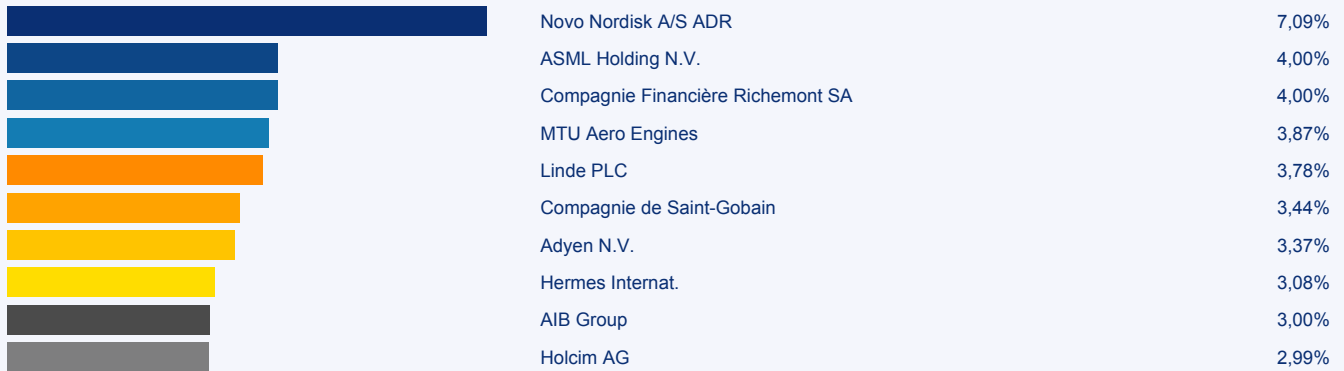 Novo Nordisk A/S ADR 7,09%
ASML Holding N.V. 4,00%
Compagnie Financière Richemont SA 4,00%
MTU Aero Engines 3,87%
Linde PLC 3,78%
Compagnie de Saint-Gobain 3,44%
Adyen N.V. 3,37%
Hermes Internat. 3,08%
AIB Group 3,00%
Holcim AG 2,99%